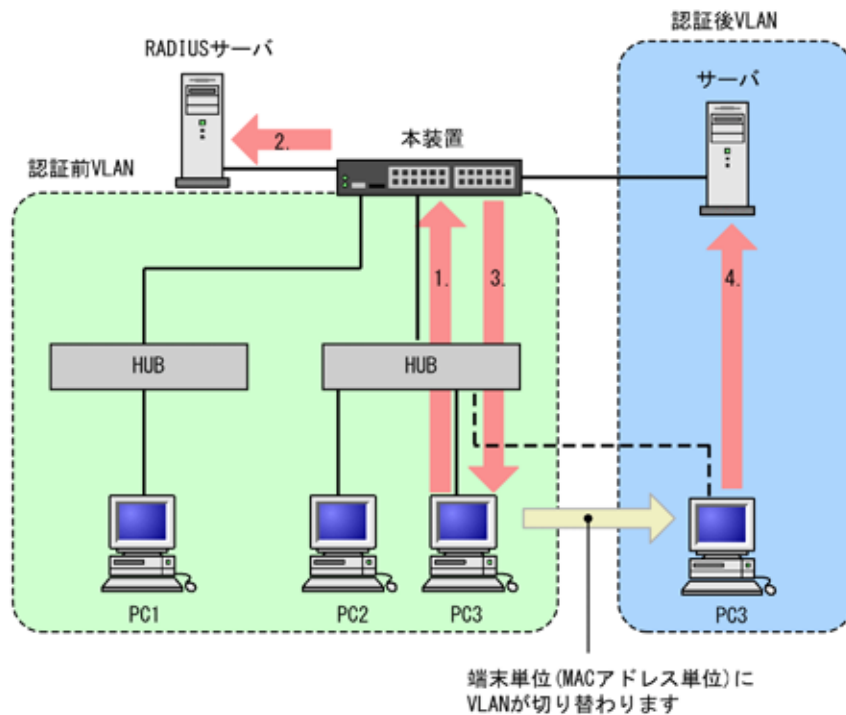 認証後VLAN
RADIUSサーバ
サーバ
2.
本装置
認証前VLAN
1.
3.
4.
HUB
HUB
PC1
PC2
PC3
PC3
端末単位(MACアドレス単位)に
VLANが切り替わります